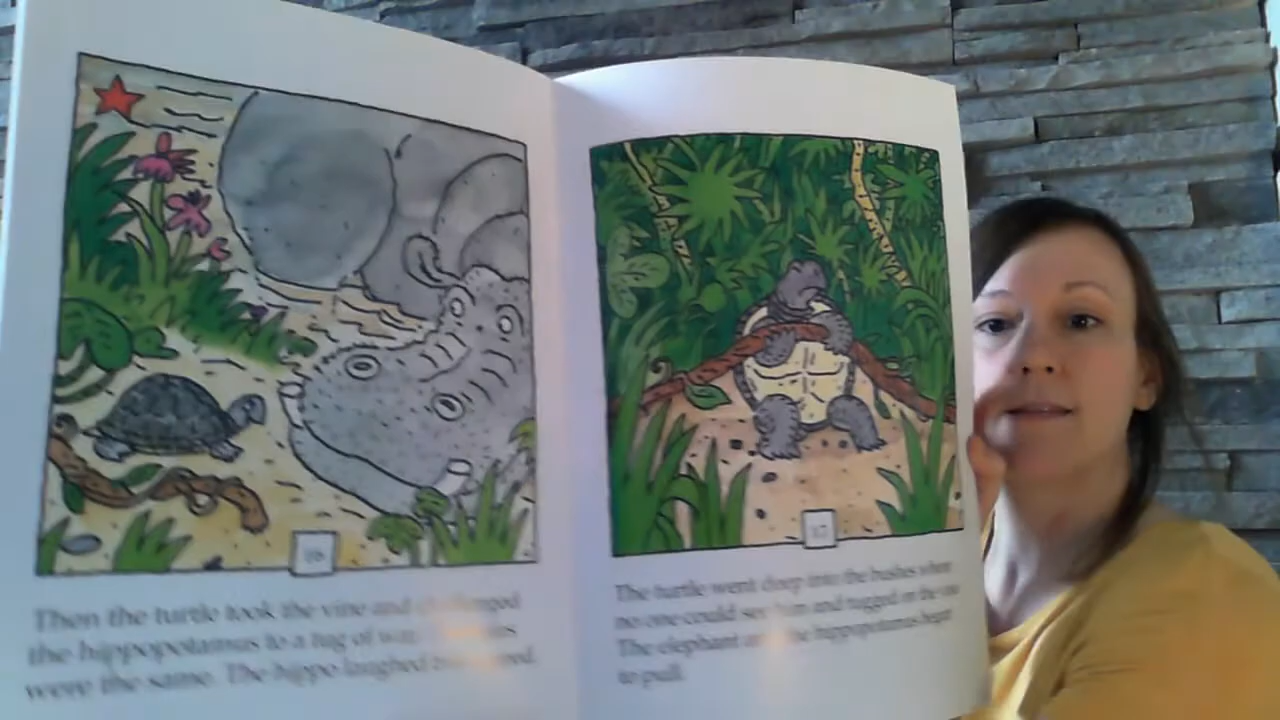 Then the turtle took the vine and challenged
the hippopotamus to a tug of war.
were the same. The hippo laughed
The turtle went deep into the bushes where
no one could see him and tugged on the vine
The elephant and the hippopotamus began
to pull.